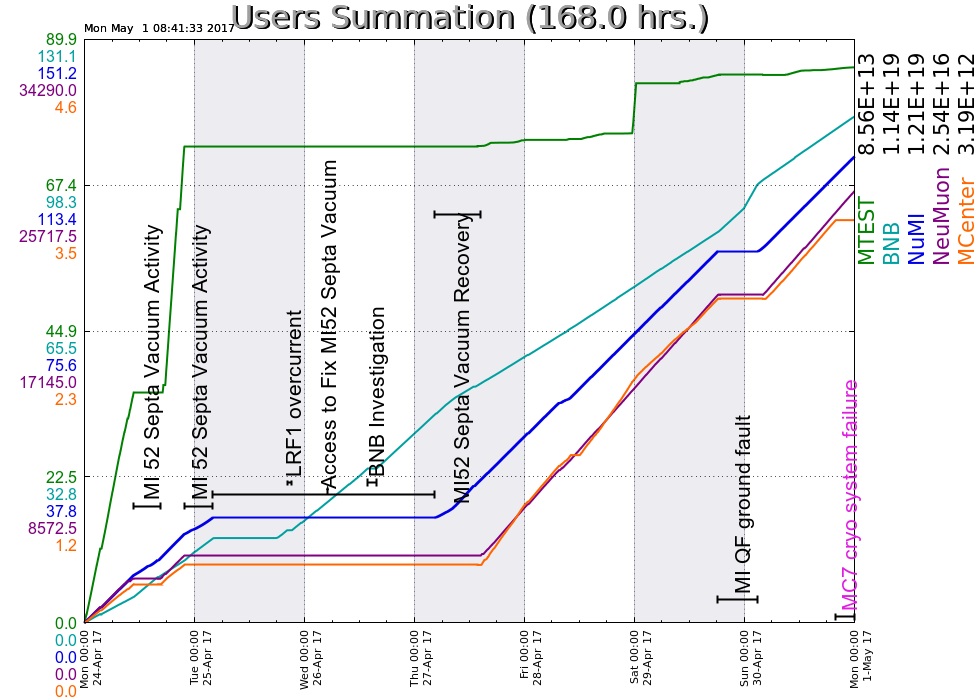 Users Summation (168.0 hrs.)
Mon May 1 08:41:33 2017
89.9
131.1
151.2
34290.0
4.6
67.4
98.3
113.4
25717.5
3.5
44.9
65.5
75.6
17145.0
2.3
22.5
32.8
37.8
8572.5
1.2
0.0
0.0
0.0
0.0
0.0
MI 52 Septa Vacuum Activity
MI 52 Septa Vacuum Activity
LRF1 overcurrent
Access to Fix MI52 Septa Vacuum
BNB Investigation
MI52 Septa Vacuum Recovery
MI QF ground fault
MC7 cryo system failure
MTEST 8.56E+13
BNB 1.14E+19
NuMI 1.21E+19
NeuMuon 2.54E+16
MCenter 3.19E+12
Mon 00:00
24-Apr 17
Tue 00:00
25-Apr 17
Wed 00:00
26-Apr 17
Thu 00:00
27-Apr 17
Fri 00:00
28-Apr 17
Sat 00:00
29-Apr 17
Sun 00:00
30-Apr 17
Mon 00:00
1-May 17